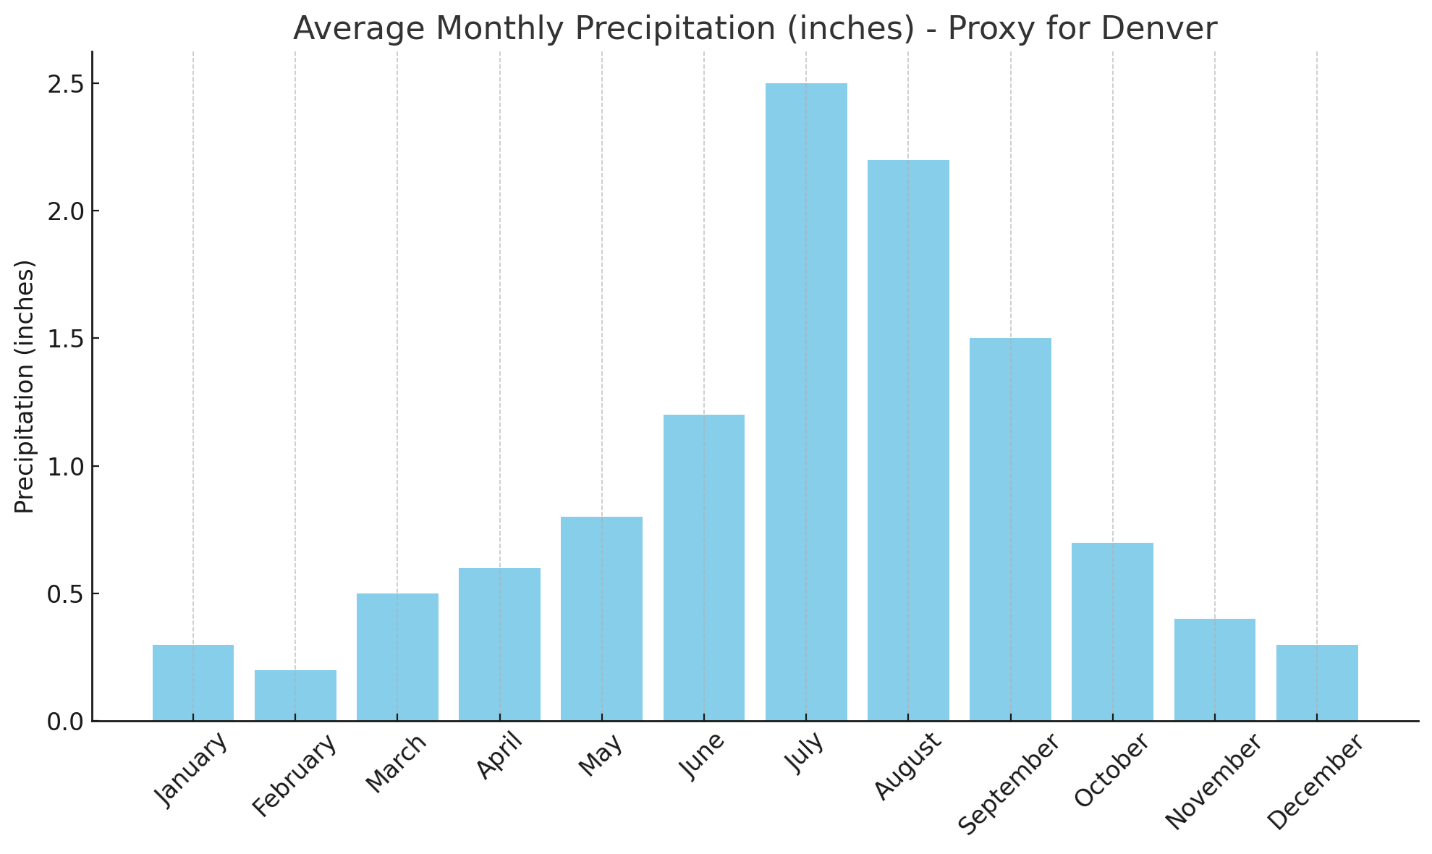 Average Monthly Precipitation (inches) - Proxy for Denver
Precipitation (inches)
2.5
2.0
1.5
1.0
0.5
0.0
January
February
March
April
May
June
July
August
September
October
November
December